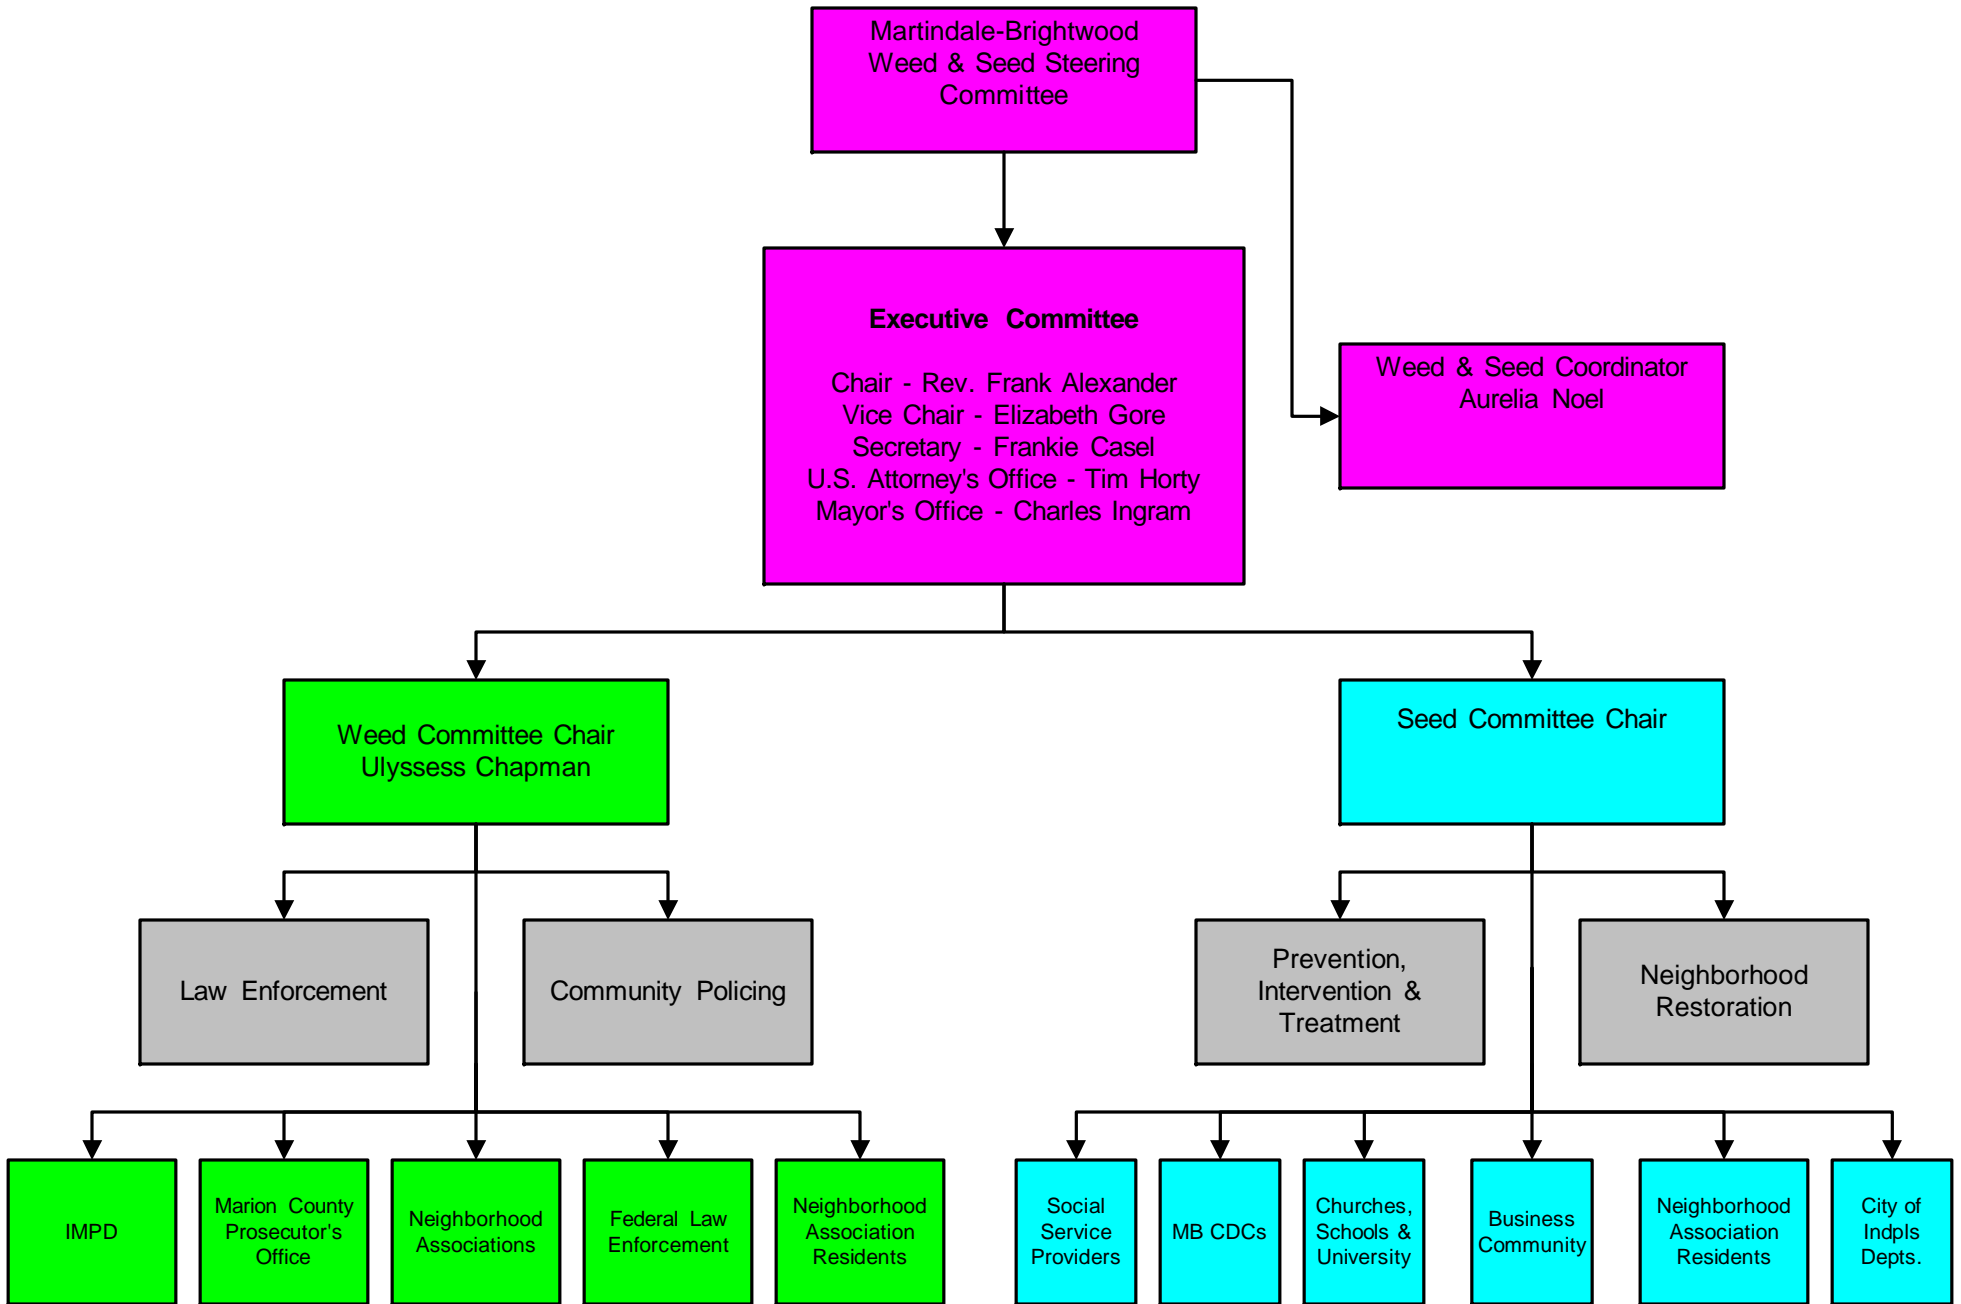 Martindale-Brightwood
Weed & Seed Steering
Committee
Executive Committee
Chair - Rev. Frank Alexander
Vice Chair - Elizabeth Gore
Secretary - Frankie Casel
U.S. Attorney's Office - Tim Horty
Mayor's Office - Charles Ingram
Weed & Seed Coordinator
Aurelia Noel
Weed Committee Chair
Ulyssess Chapman
Seed Committee Chair
Law Enforcement
Community Policing
Prevention,
Intervention &
Treatment
Neighborhood
Restoration
IMPD
Marion County
Prosecutor's
Office
Neighborhood
Associations
Federal Law
Enforcement
Neighborhood
Association
Residents
Social
Service
Providers
MB CDCs
Churches,
Schools &
University
Business
Community
Neighborhood
Association
Residents
City of
Indpls
Depts.